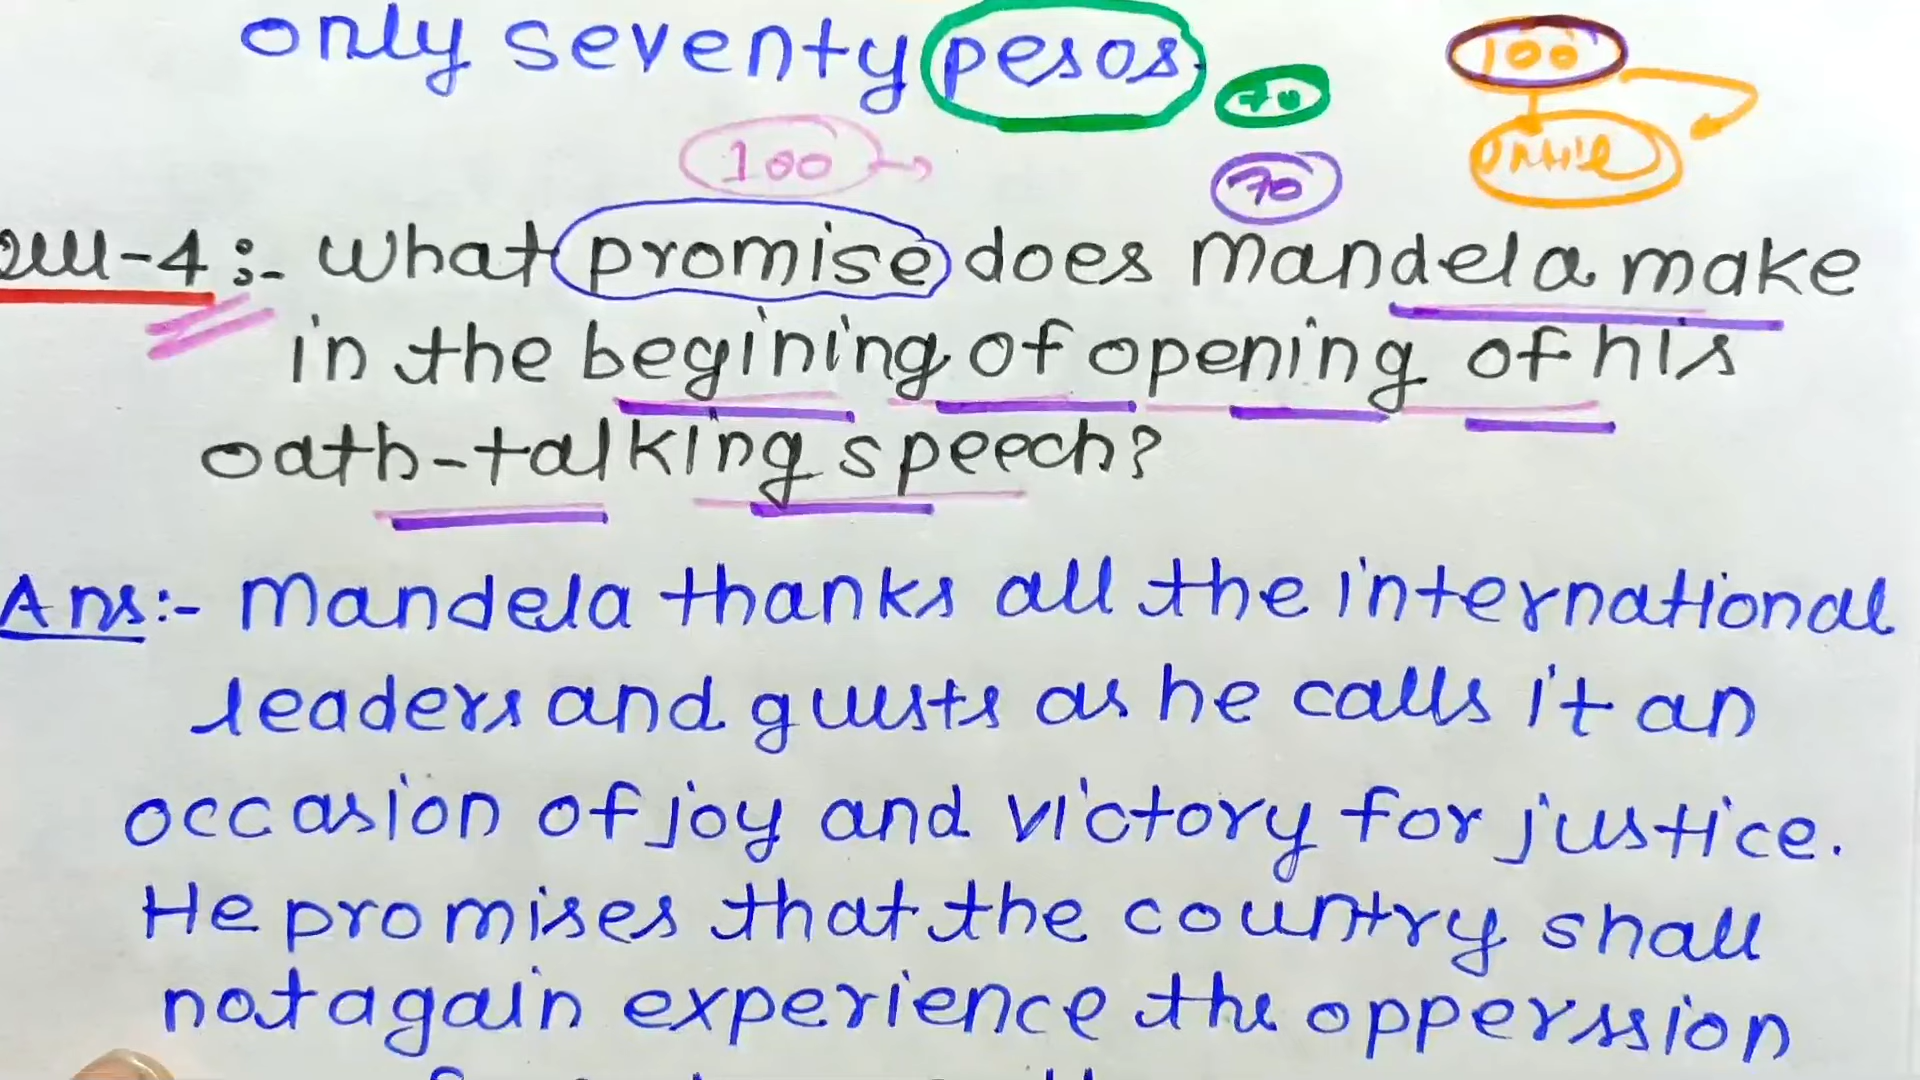 only seventy pesos.
70
100
100
70
Que-4:- What promise does Mandela make
in the begining of opening of his
oath-talking speech?
Ans:- Mandela thanks all the international
leaders and guests as he calls it an
occasion of joy and victory for justice.
He promises that the country shall
not again experience the opperssion